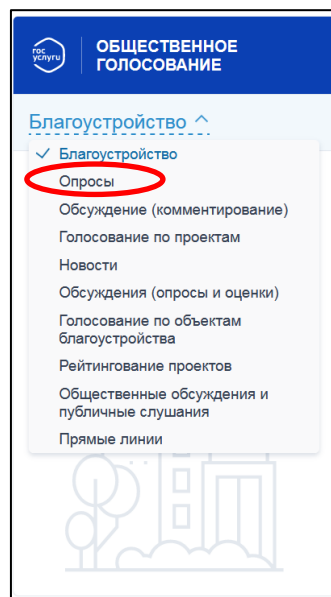 гос
услуги
ОБЩЕСТВЕННОЕ
ГОЛОСОВАНИЕ
Благоустройство
Благоустройство
Опросы
Обсуждение (комментирование)
Голосование по проектам
Новости
Обсуждения (опросы и оценки)
Голосование по объектам
благоустройства
Рейтингование проектов
Общественные обсуждения и
публичные слушания
Прямые линии